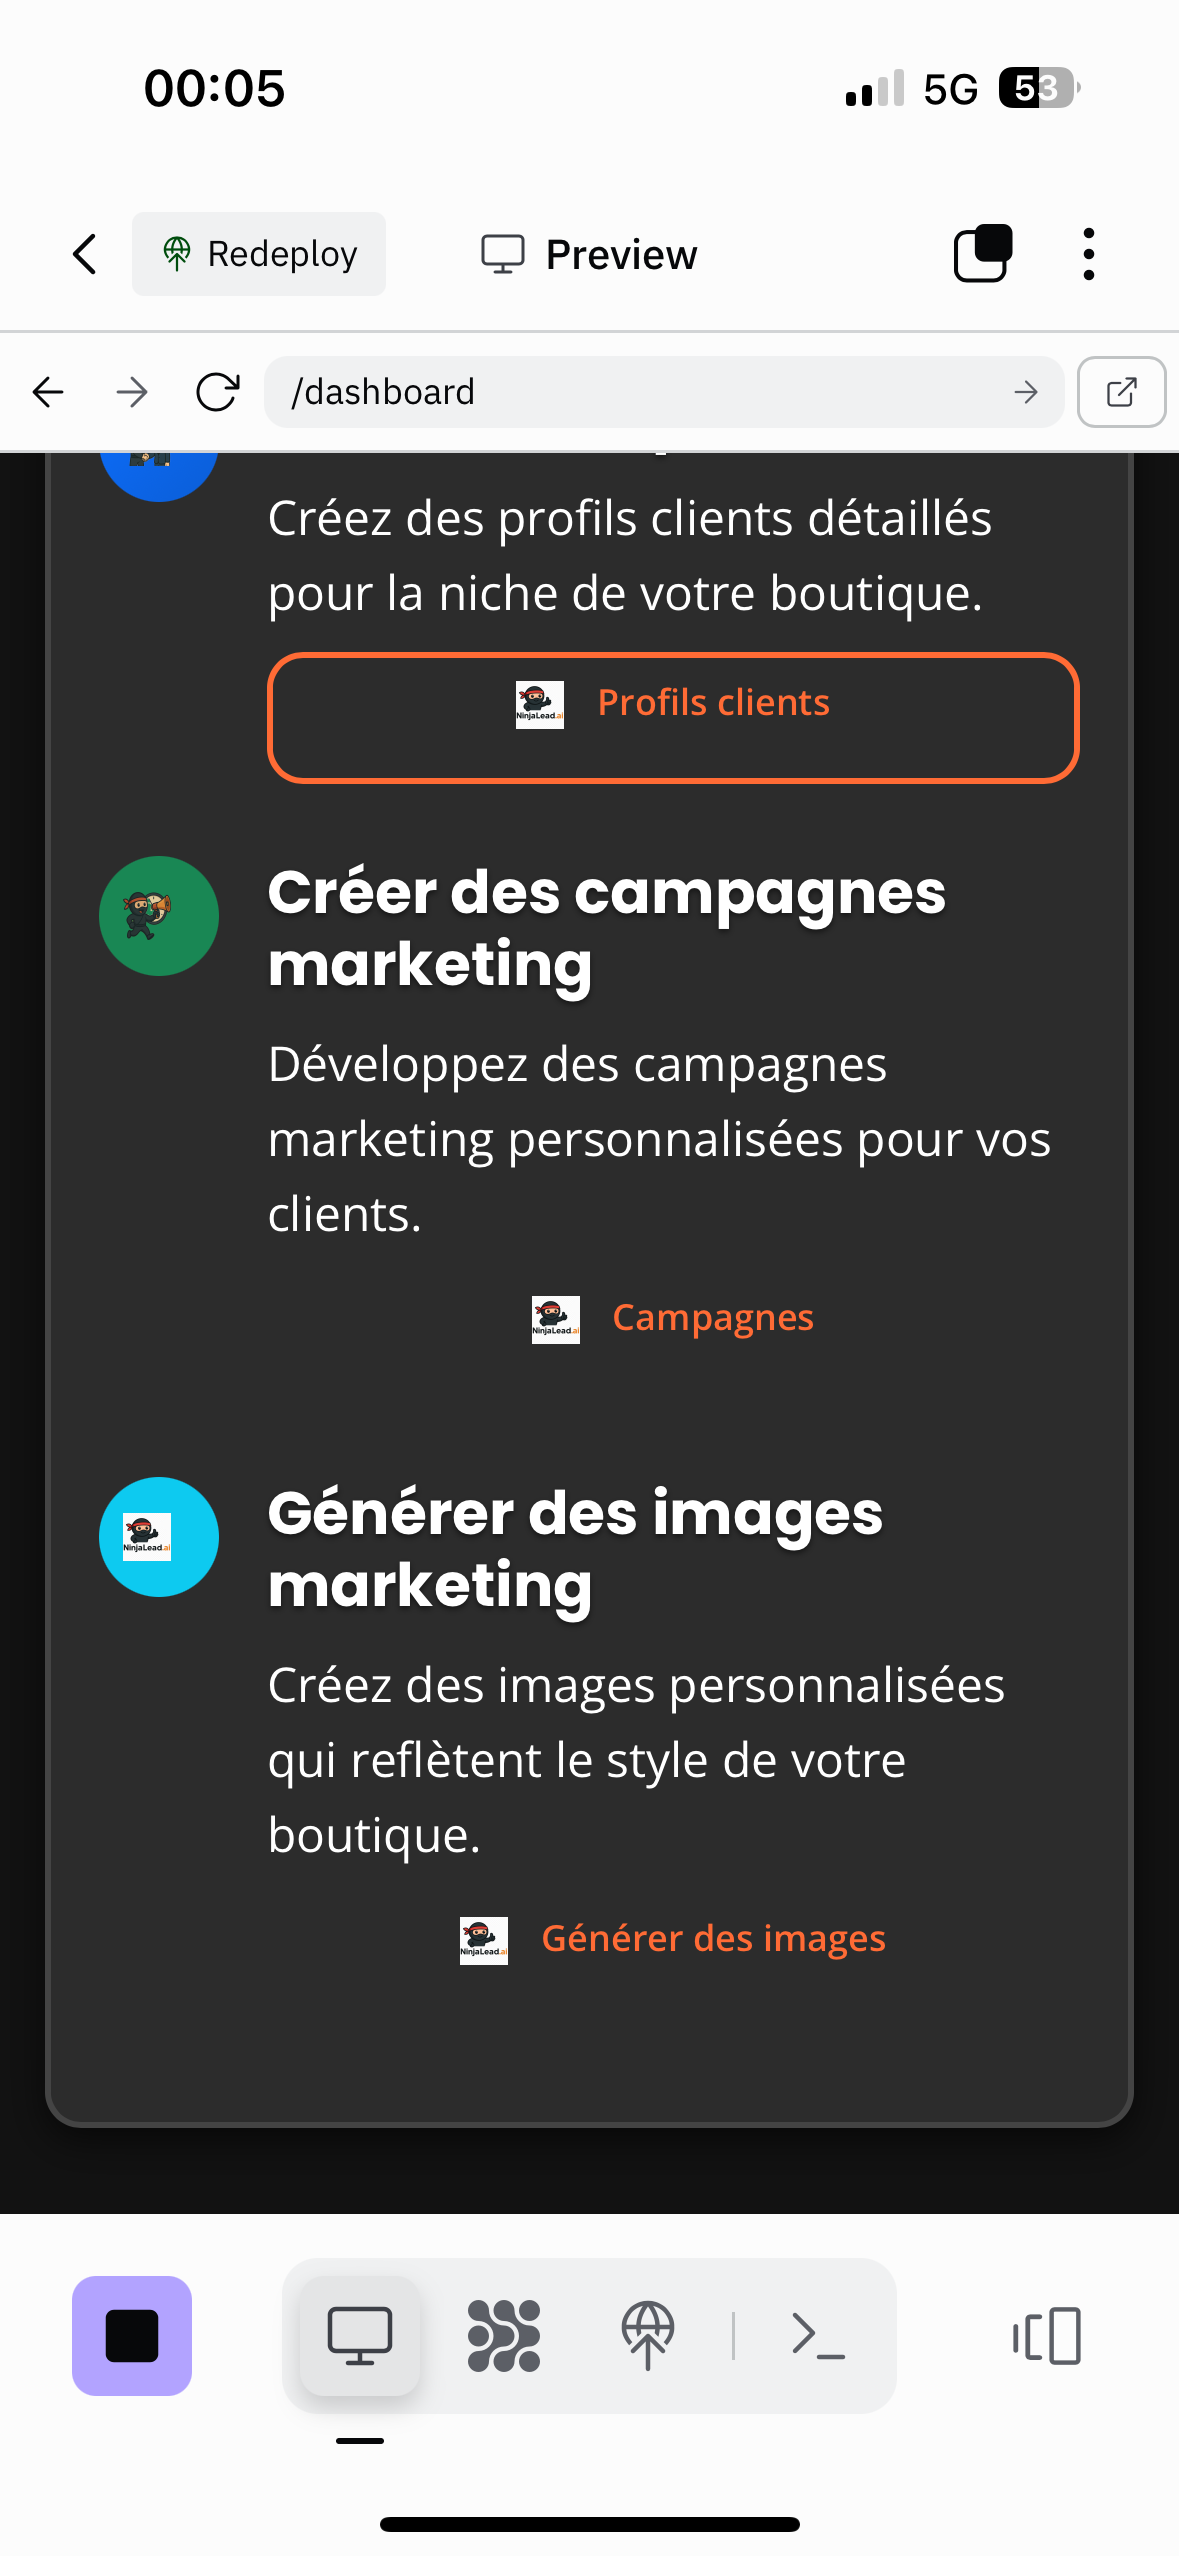 00:05
5G 53
Redeploy
Preview
/dashboard
Créez des profils clients détaillés
pour la niche de votre boutique.
NinjaLead.ai
Profils clients
Créer des campagnes
marketing
Développez des campagnes
marketing personnalisées pour vos
clients.
NinjaLead.ai
Campagnes
NinjaLead.ai
Générer des images
marketing
Créez des images personnalisées
qui reflètent le style de votre
boutique.
NinjaLead.ai
Générer des images